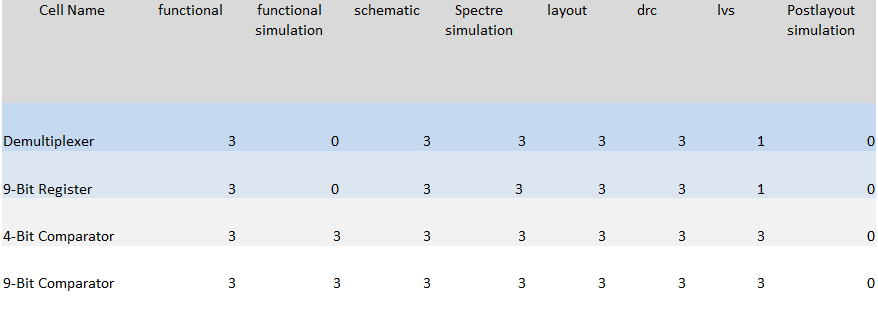 Cell Name functional functional simulation schematic Spectre simulation layout drc lvs Postlayout simulation
Demultiplexer 3 0 3 3 3 3 1 0
9-Bit Register 3 0 3 3 3 3 1 0
4-Bit Comparator 3 3 3 3 3 3 3 0
9-Bit Comparator 3 3 3 3 3 3 3 0